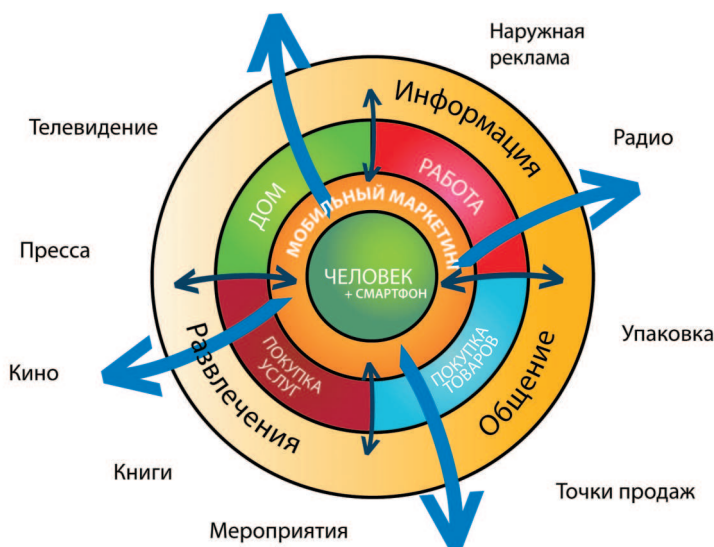 Наружная
реклама
Телевидение
Информация
Радио
ДОМ
РАБОТА
МОБИЛЬНЫЙ МАРКЕТИНГ
Пресса
ЧЕЛОВЕК
+ СМАРТФОН
Упаковка
Кино
Развлечения
ПОКУПКА
УСЛУГ
ПОКУПКА
ТОВАРОВ
Общение
Книги
Точки продаж
Мероприятия